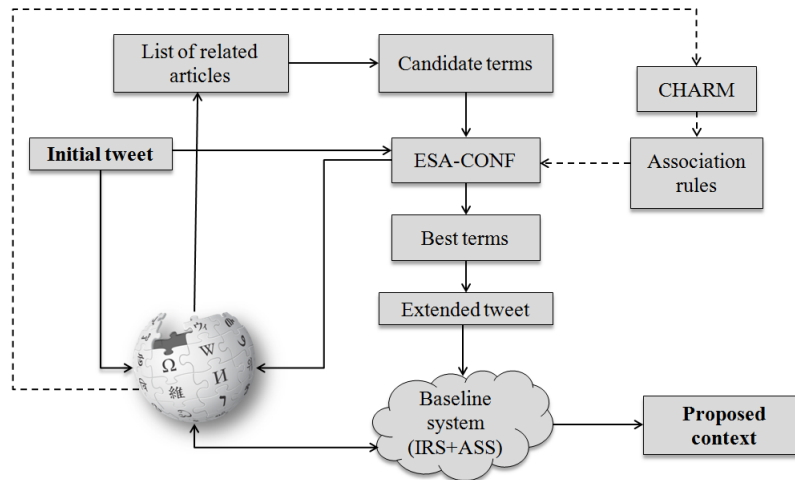 List of related
articles
Candidate terms
CHARM
Initial tweet
ESA-CONF
Association
rules
Best terms
Extended tweet
Ω
W
И
維
Baseline
system
(IRS+ASS)
Proposed
context